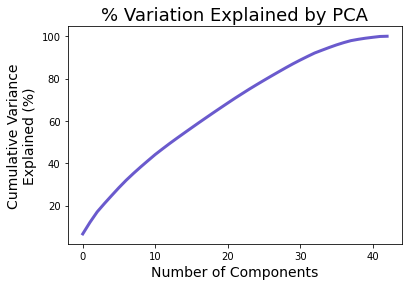 % Variation Explained by PCA
Cumulative Variance
Explained (%)
100
80
60
40
20
0
10
20
30
40
Number of Components